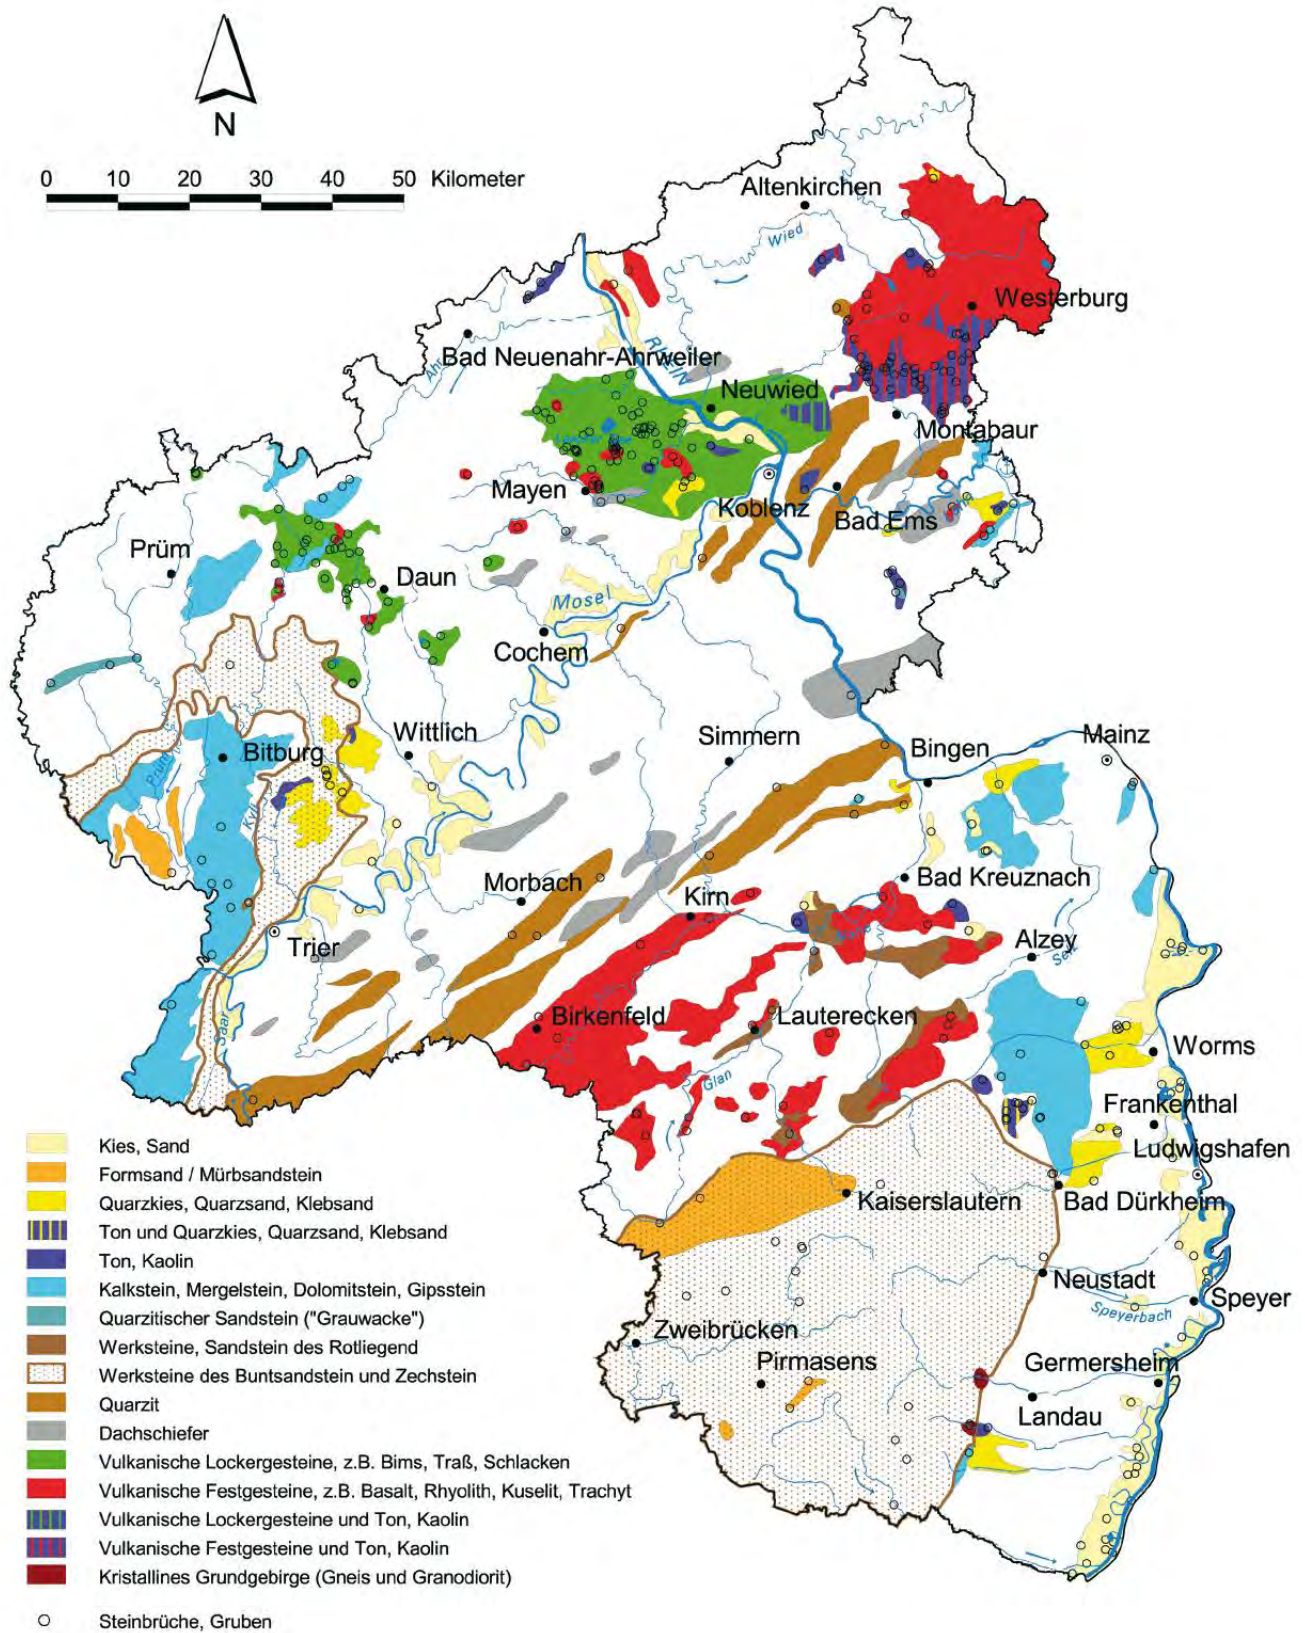 N
0 10 20 30 40 50 Kilometer
Altenkirchen
Wied
Westerburg
RHEIN
Bad Neuenahr-Ahrweiler
Ahr
Neuwied
Montabaur
Mayen
Koblenz
Bad Ems
Prüm
Daun
Mosel
Cochem
Simmern
Wittlich
Bitburg
Prüm
Kyll
Bingen
Mainz
Morbach
Kirn
Bad Kreuznach
Nahe
Alzey
Selz
Trier
Saar
Birkenfeld
Lauterecken
Glan
Worms
Frankenthal
Ludwigshafen
Kaiserslautern
Bad Dürkheim
Neustadt
Speyerbach
Speyer
Zweibrücken
Pirmasens
Germersheim
Landau
Kies, Sand
Formsand / Mürbsandstein
Quarzkies, Quarzsand, Klebsand
Ton und Quarzkies, Quarzsand, Klebsand
Ton, Kaolin
Kalkstein, Mergelstein, Dolomitstein, Gipsstein
Quarzitischer Sandstein ("Grauwacke")
Werksteine, Sandstein des Rotliegend
Werksteine des Buntsandstein und Zechstein
Quarzit
Dachschiefer
Vulkanische Lockergesteine, z.B. Bims, Traß, Schlacken
Vulkanische Festgesteine, z.B. Basalt, Rhyolith, Kuselit, Trachyt
Vulkanische Lockergesteine und Ton, Kaolin
Vulkanische Festgesteine und Ton, Kaolin
Kristallines Grundgebirge (Gneis und Granodiorit)
Steinbrüche, Gruben